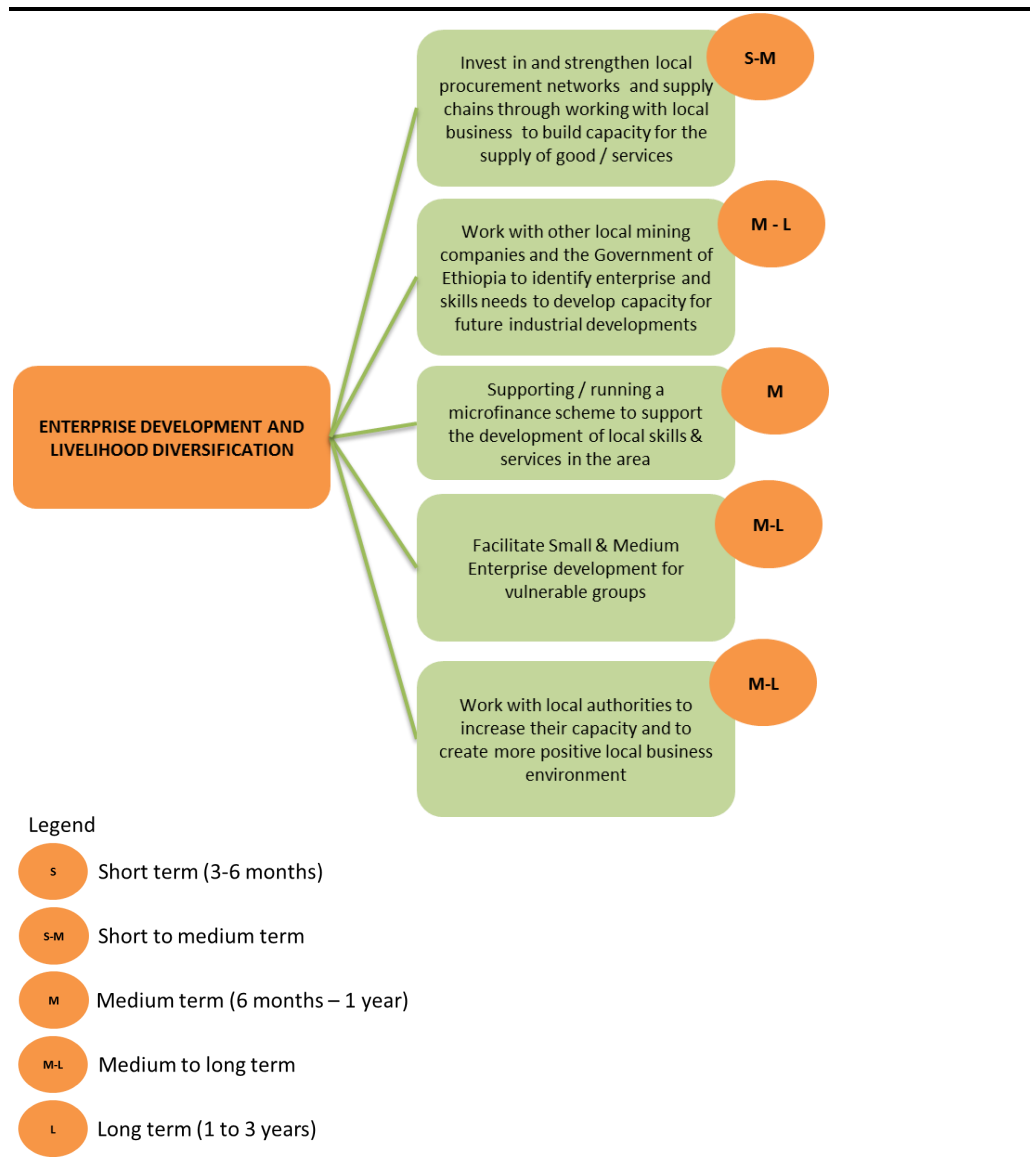 Invest in and strengthen local
procurement networks and supply
chains through working with local
business to build capacity for the
supply of good / services
S-M
Work with other local mining
companies and the Government of
Ethiopia to identify enterprise and
skills needs to develop capacity for
future industrial developments
M - L
ENTERPRISE DEVELOPMENT AND
LIVELIHOOD DIVERSIFICATION
Supporting / running a
microfinance scheme to support
the development of local skills &
services in the area
M
Facilitate Small & Medium
Enterprise development for
vulnerable groups
M-L
Work with local authorities to
increase their capacity and to
create more positive local business
environment
M-L
Legend
S Short term (3-6 months)
S-M Short to medium term
M Medium term (6 months – 1 year)
M-L Medium to long term
L Long term (1 to 3 years)